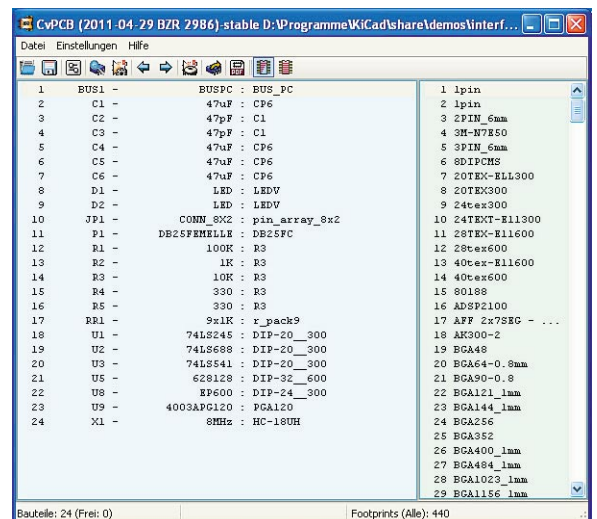 CvPCB (2011-04-29 BZR 2986)-stable D:\Programme\KiCad\share\demos\interf...
Datei Einstellungen Hilfe
1 BUS1 - BUSPC : BUS_PC
2 C1 - 47uF : CP6
3 C2 - 47pF : C1
4 C3 - 47pF : C1
5 C4 - 47uF : CP6
6 C5 - 47uF : CP6
7 C6 - 47uF : CP6
8 D1 - LED : LEDV
9 D2 - LED : LEDV
10 JP1 - CONN_8X2 : pin_array_8x2
11 P1 - DB25FEMELLE : DB25FC
12 R1 - 100K : R3
13 R2 - 1K : R3
14 R3 - 10K : R3
15 R4 - 330 : R3
16 R5 - 330 : R3
17 RR1 - 9x1K : r_pack9
18 U1 - 74LS245 : DIP-20__300
19 U2 - 74LS688 : DIP-20__300
20 U3 - 74LS541 : DIP-20__300
21 U5 - 628128 : DIP-32__600
22 U8 - EP600 : DIP-24__300
23 U9 - 4003APG120 : PGA120
24 X1 - 8MHz : HC-18UH
1 1pin
2 1pin
3 2PIN_6mm
4 3M-N7E50
5 3PIN_6mm
6 8DIPCMS
7 20TEX-ELL300
8 20TEX300
9 24tex300
10 24TEXT-Ell300
11 28TEX-Ell600
12 28tex600
13 40tex-Ell600
14 40tex600
15 80188
16 ADSP2100
17 AFF 2x7SEG - ...
18 AK300-2
19 BGA48
20 BGA64-0.8mm
21 BGA90-0.8
22 BGA121_1mm
23 BGA144_1mm
24 BGA256
25 BGA352
26 BGA400_1mm
27 BGA484_1mm
28 BGA1023_1mm
29 BGA1156_1mm
Bauteile: 24 (Frei: 0) Footprints (Alle): 440